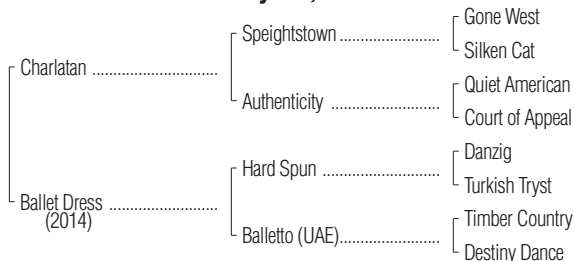 Charlatan ................................
Speightstown ..........................
Gone West
Silken Cat
Authenticity ............................
Quiet American
Court of Appeal
Ballet Dress ............................
(2014)
Hard Spun ..............................
Danzig
Turkish Tryst
Balletto (UAE)..........................
Timber Country
Destiny Dance